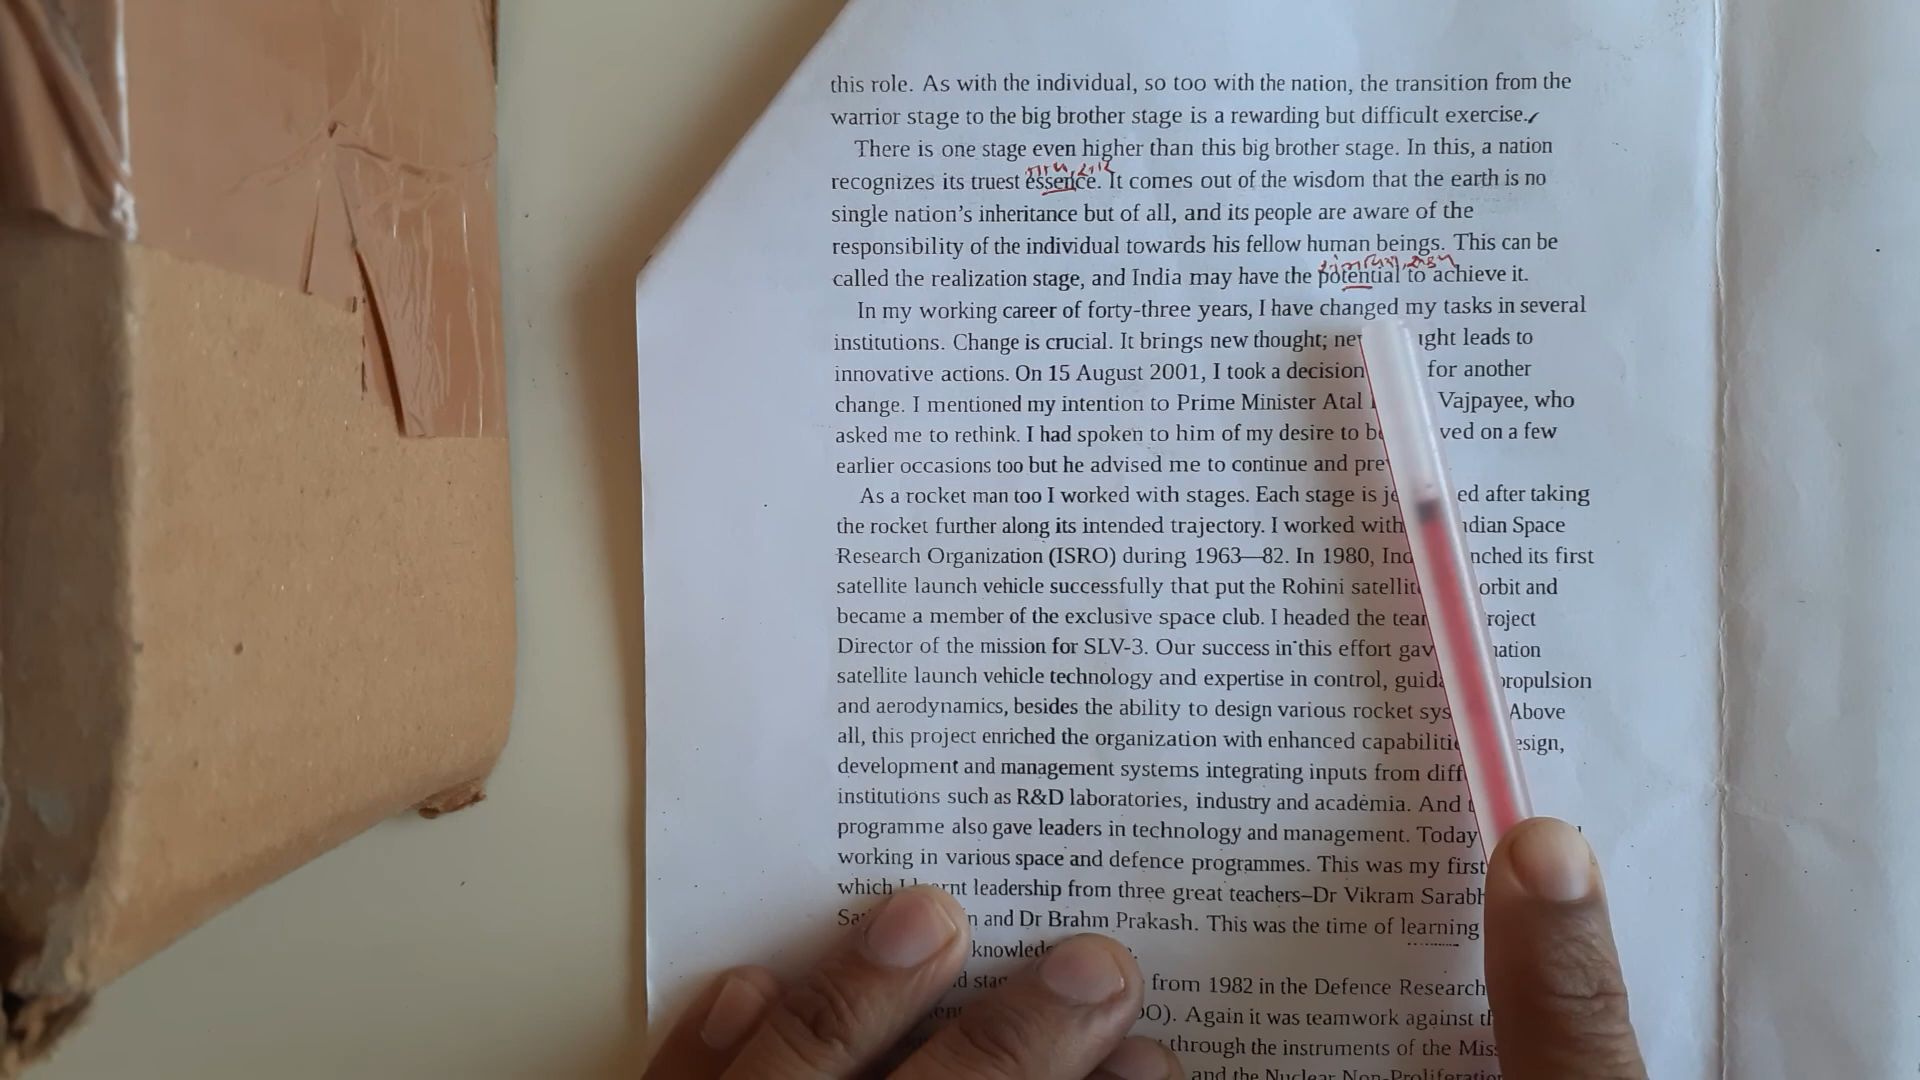 this role. As with the individual, so too with the nation, the transition from the
warrior stage to the big brother stage is a rewarding but difficult exercise.
There is one stage even higher than this big brother stage. In this, a nation
recognizes its truest essence. It comes out of the wisdom that the earth is no
single nation's inheritance but of all, and its people are aware of the
responsibility of the individual towards his fellow human beings. This can be
called the realization stage, and India may have the potential to achieve it.
In my working career of forty-three years, I have changed my tasks in several
institutions. Change is crucial. It brings new thought; leads to
innovative actions. On 15 August 2001, I took a decision for another
change. I mentioned my intention to Prime Minister Atal Vajpayee, who
asked me to rethink. I had spoken to him of my desire to on a few
earlier occasions too but he advised me to continue and
As a rocket man too I worked with stages. Each stage is after taking
the rocket further along its intended trajectory. I worked with Space
Research Organization (ISRO) during 1963—82. In 1980, its first
satellite launch vehicle successfully that put the Rohini orbit and
became a member of the exclusive space club. I headed the
Director of the mission for SLV-3. Our success in this effort
satellite launch vehicle technology and expertise in control, propulsion
and aerodynamics, besides the ability to design various rocket Above
all, this project enriched the organization with enhanced
development and management systems integrating inputs from
institutions such as R&D laboratories, industry and academia. And
programme also gave leaders in technology and management. Today
working in various space and defence programmes. This was my first
which leadership from three great teachers–Dr Vikram
and Dr Brahm Prakash. This was the time of learning
from 1982 in the Defence Research
Again it was teamwork against
through the instruments of the
and the Nuclear